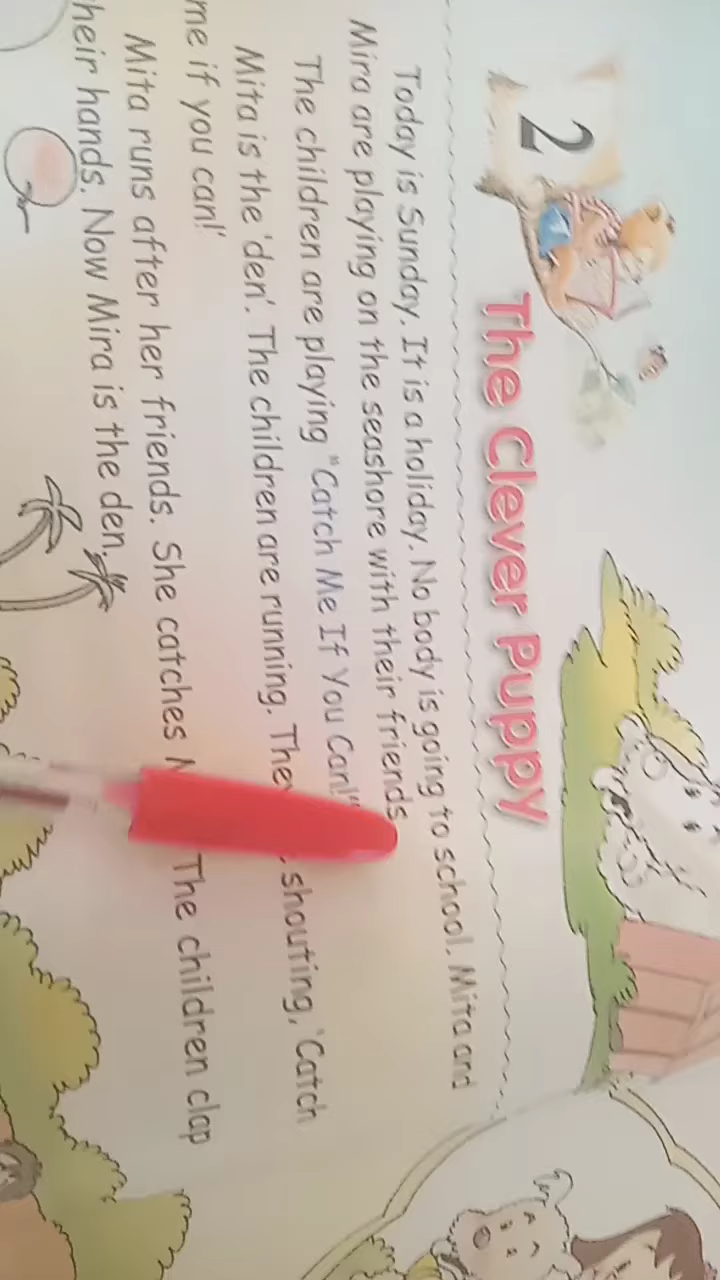 2
The Clever Puppy
Today is Sunday. It is a holiday. No body is going to school. Mita and
Mira are playing on the seashore with their friends
The children are playing "Catch Me If You Can!"
Mita is the 'den'. The children are running. They shouting, 'Catch
me if you can!'
Mita runs after her friends. She catches The children clap
their hands. Now Mira is the den.